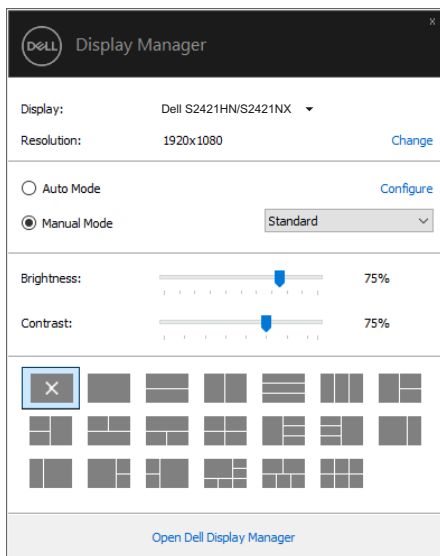 x
DELL Display Manager
Display: Dell S2421HN/S2421NX
Resolution: 1920x1080 Change
Auto Mode Configure
Manual Mode Standard
Brightness: 75%
Contrast: 75%
Open Dell Display Manager